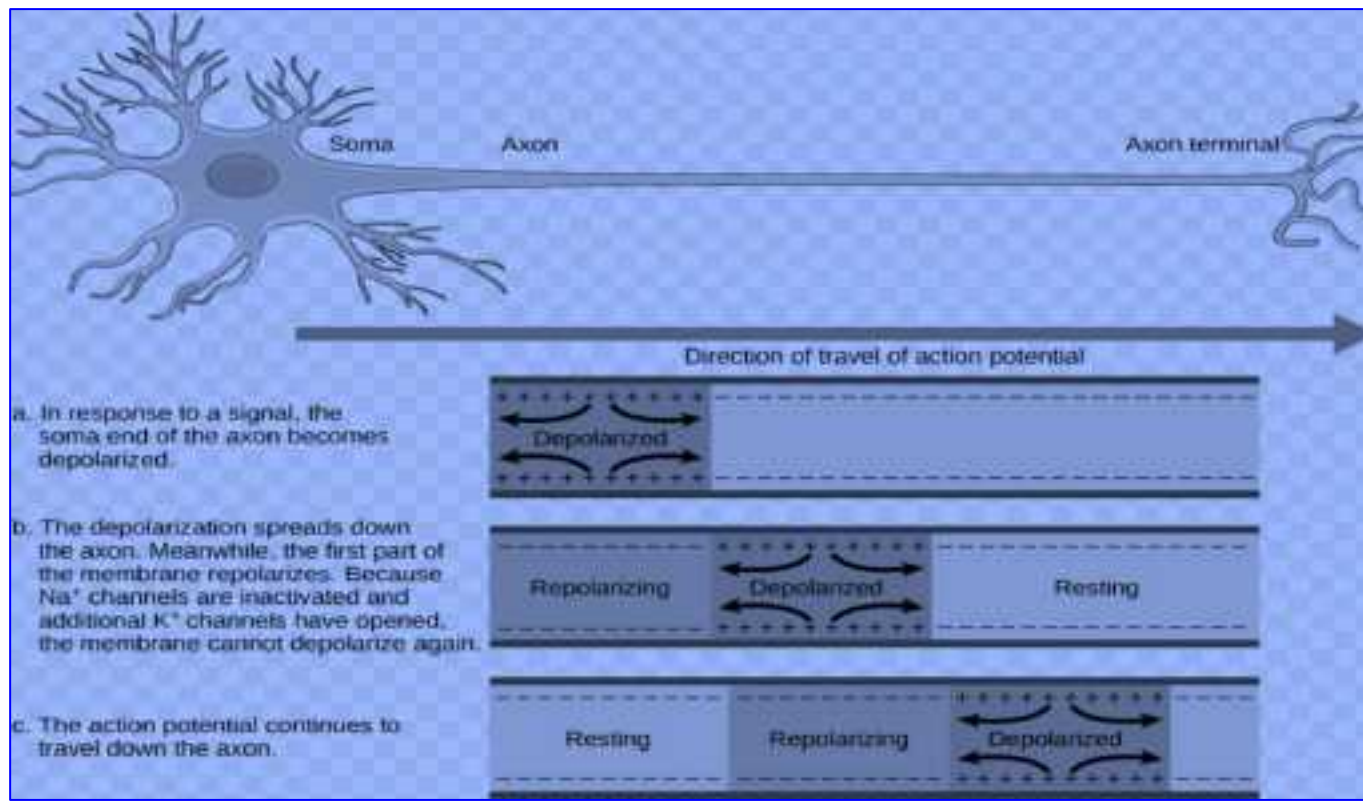 Soma
Axon
Axon terminal
Direction of travel of action potential
a. In response to a signal, the
soma end of the axon becomes
depolarized.
Depolarized
b. The depolarization spreads down
the axon. Meanwhile, the first part of
the membrane repolarizes. Because
Na⁺ channels are inactivated and
additional K⁺ channels have opened,
the membrane cannot depolarize again.
Repolarizing
Depolarized
Resting
c. The action potential continues to
travel down the axon.
Resting
Repolarizing
Depolarized